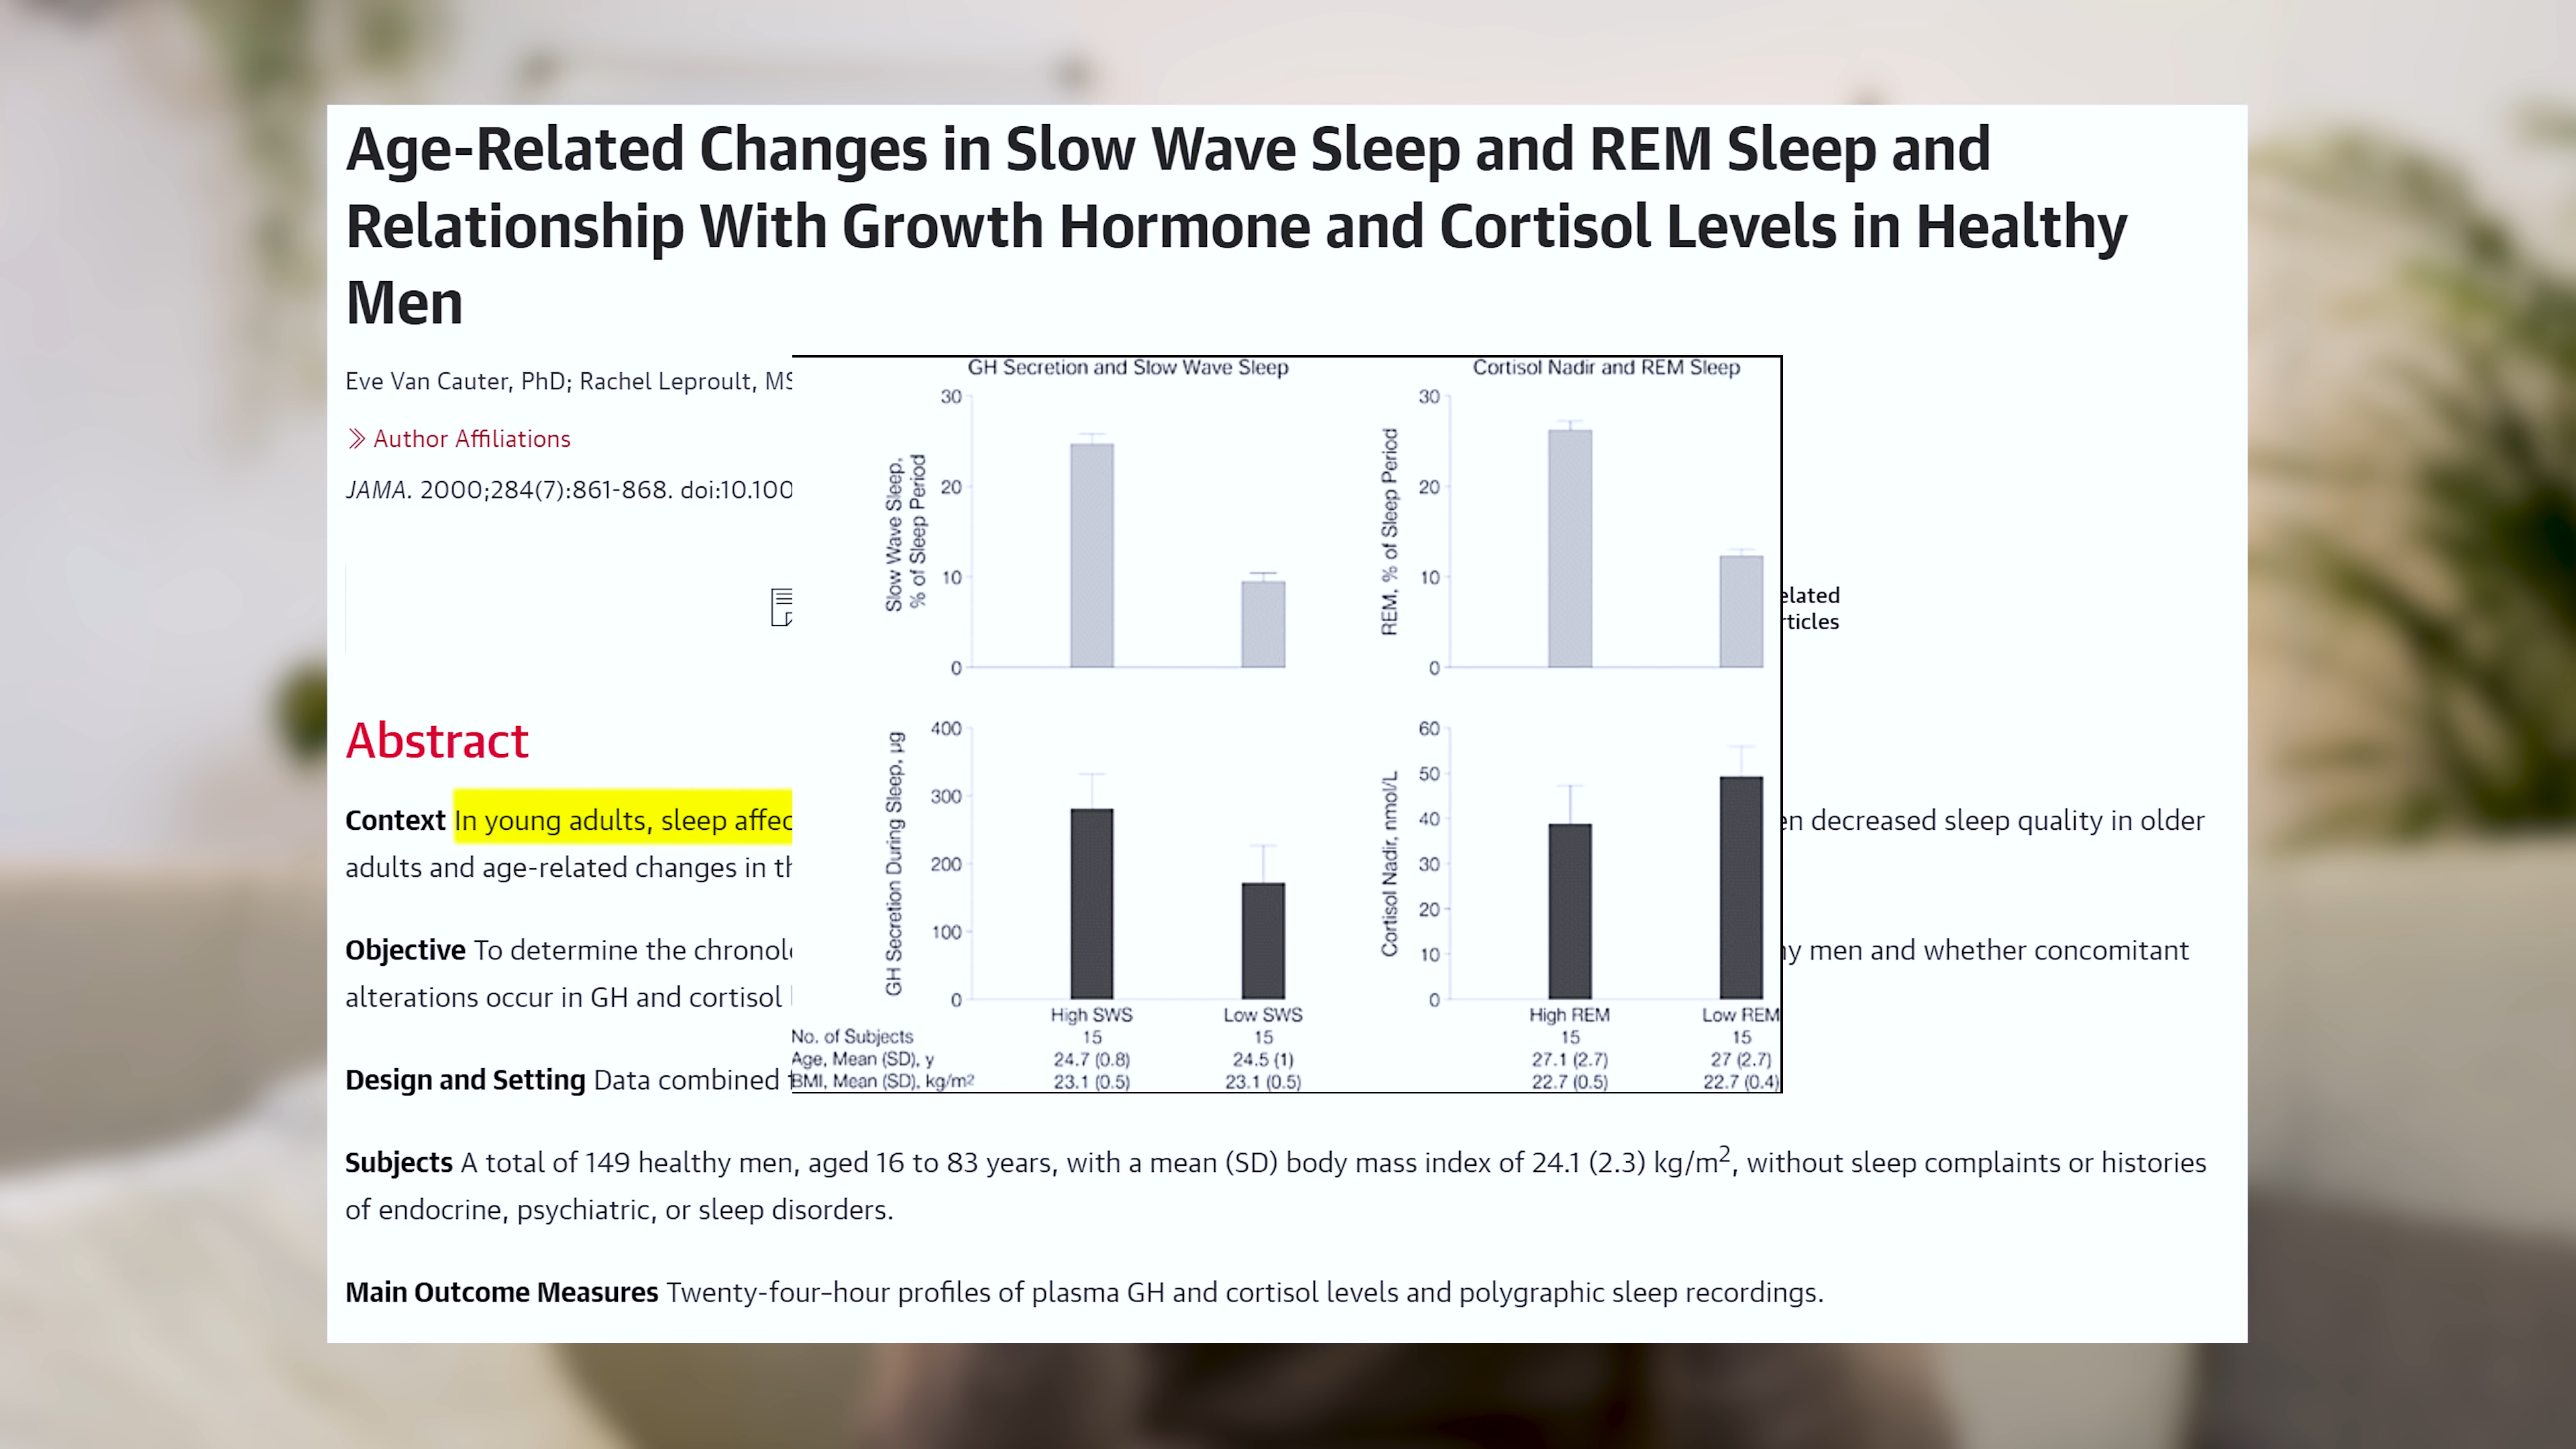 Age-Related Changes in Slow Wave Sleep and REM Sleep and
Relationship With Growth Hormone and Cortisol Levels in Healthy
Men
Eve Van Cauter, PhD; Rachel Leproult, MS
Author Affiliations
JAMA. 2000;284(7):861-868. doi:10.100
elated
rticles
Abstract
Context In young adults, sleep affec
en decreased sleep quality in older
adults and age-related changes in th
Objective To determine the chronolo
hy men and whether concomitant
alterations occur in GH and cortisol
Design and Setting Data combined f
Subjects A total of 149 healthy men, aged 16 to 83 years, with a mean (SD) body mass index of 24.1 (2.3) kg/m2, without sleep complaints or histories
of endocrine, psychiatric, or sleep disorders.
Main Outcome Measures Twenty-four-hour profiles of plasma GH and cortisol levels and polygraphic sleep recordings.
GH Secretion and Slow Wave Sleep
Slow Wave Sleep,
% of Sleep Period
30
20
10
0
Cortisol Nadir and REM Sleep
REM, % of Sleep Period
30
20
10
0
GH Secretion During Sleep, µg
400
300
200
100
0
Cortisol Nadir, nmol/L
60
50
40
30
20
10
0
High SWS Low SWS High REM Low REM
No. of Subjects 15 15 15 15
Age, Mean (SD), y 24.7 (0.8) 24.5 (1) 27.1 (2.7) 27 (2.7)
BMI, Mean (SD), kg/m2 23.1 (0.5) 23.1 (0.5) 22.7 (0.5) 22.7 (0.4)